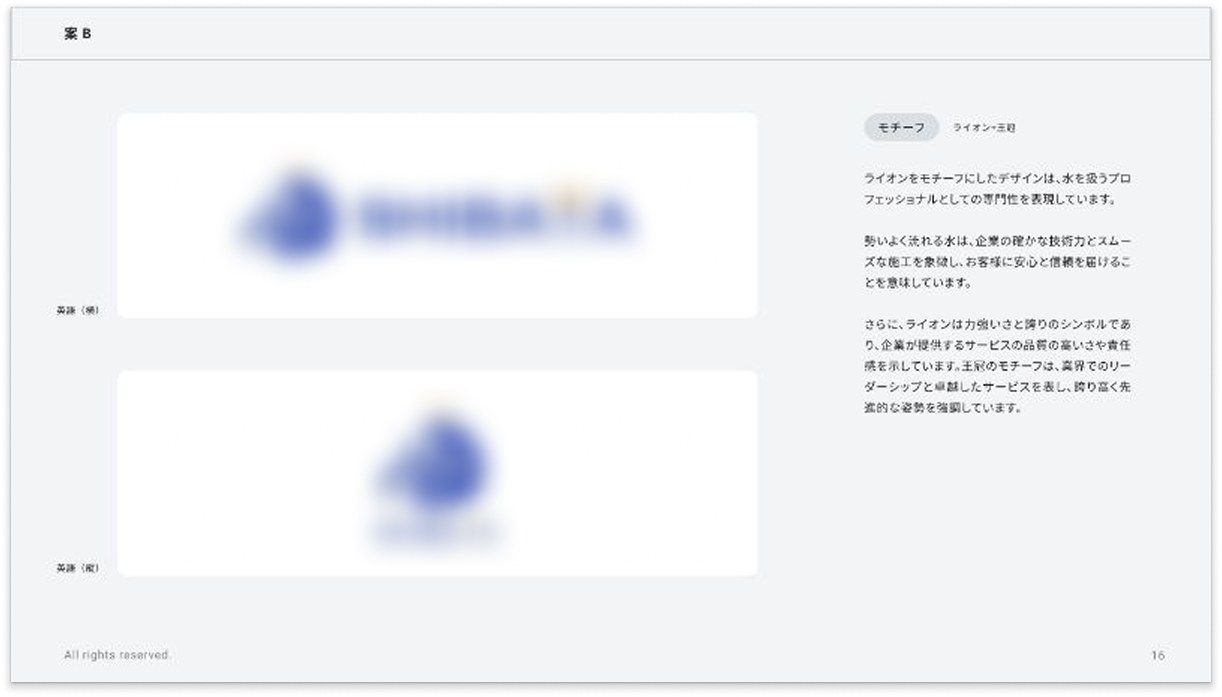 案 B
モチーフ
ライオン+王冠
ライオンをモチーフにしたデザインは、水を扱うプロ
フェッショナルとしての専門性を表現しています。
勢いよく流れる水は、企業の確かな技術力とスムー
ズな施工を象徴し、お客様に安心と信頼を届けるこ
とを意味しています。
さらに、ライオンは力強いさと誇りのシンボルであ
り、企業が提供するサービスの品質の高いさや責任
感を示しています。王冠のモチーフは、業界でのリー
ダーシップと卓越したサービスを表し、誇り高く先
進的な姿勢を強調しています。
英語（横）
英語（縦）
All rights reserved.
16